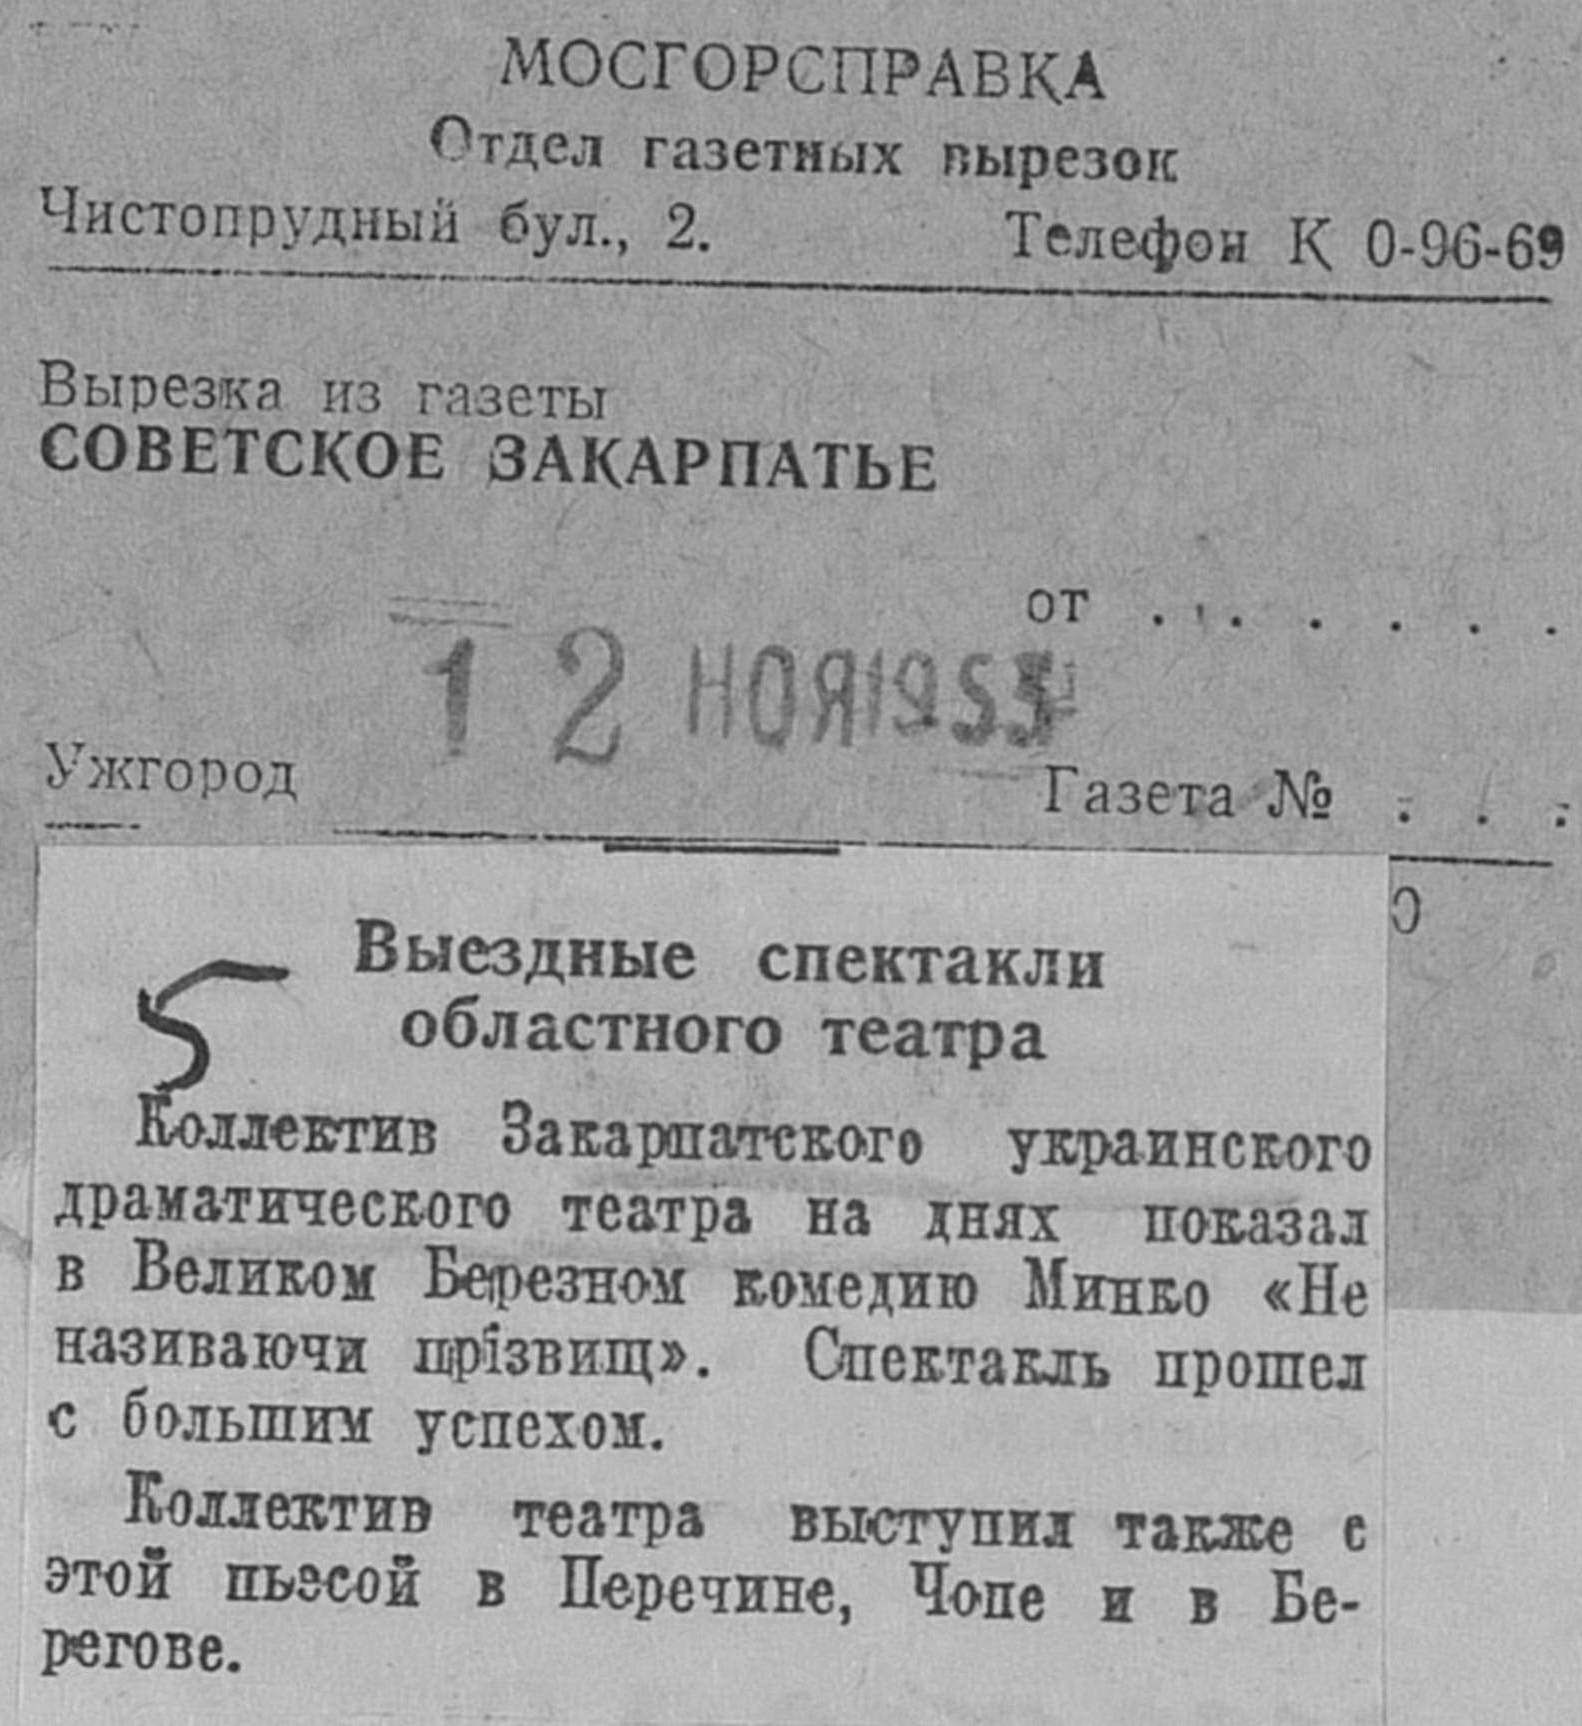 МОСГОРСПРАВКА
Отдел газетных вырезок
Чистопрудный бул., 2. Телефон К 0-96-69
Вырезка из газеты
СОВЕТСКОЕ ЗАКАРПАТЬЕ
от . . . . . .
12 НОЯ
Ужгород Газета № . . .
5
Выездные спектакли
областного театра
Коллектив Закарпатского украинского
драматического театра на днях показал
в Великом Березном комедию Минко «Не
називаючи прізвищ». Спектакль прошел
с большим успехом.
Коллектив театра выступил также с
этой пьесой в Перечине, Чопе и в Бе-
регове.